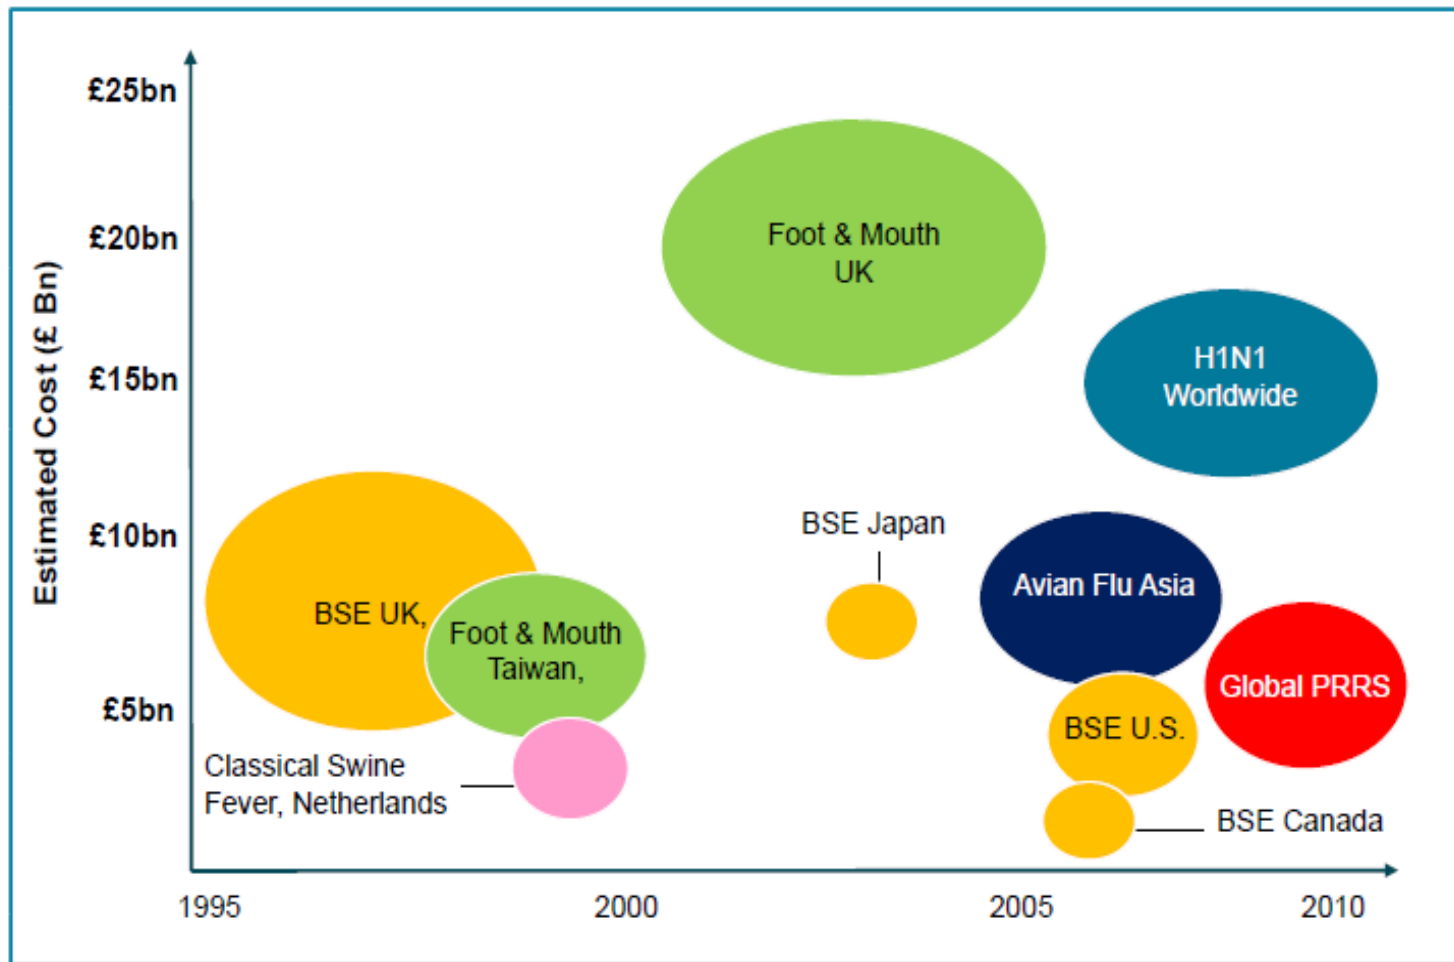 £25bn
£20bn
£15bn
£10bn
£5bn
Estimated Cost (£ Bn)
Foot & Mouth
UK
H1N1
Worldwide
BSE Japan
Avian Flu Asia
BSE UK,
Foot & Mouth
Taiwan,
Global PRRS
BSE U.S.
Classical Swine
Fever, Netherlands
BSE Canada
1995
2000
2005
2010